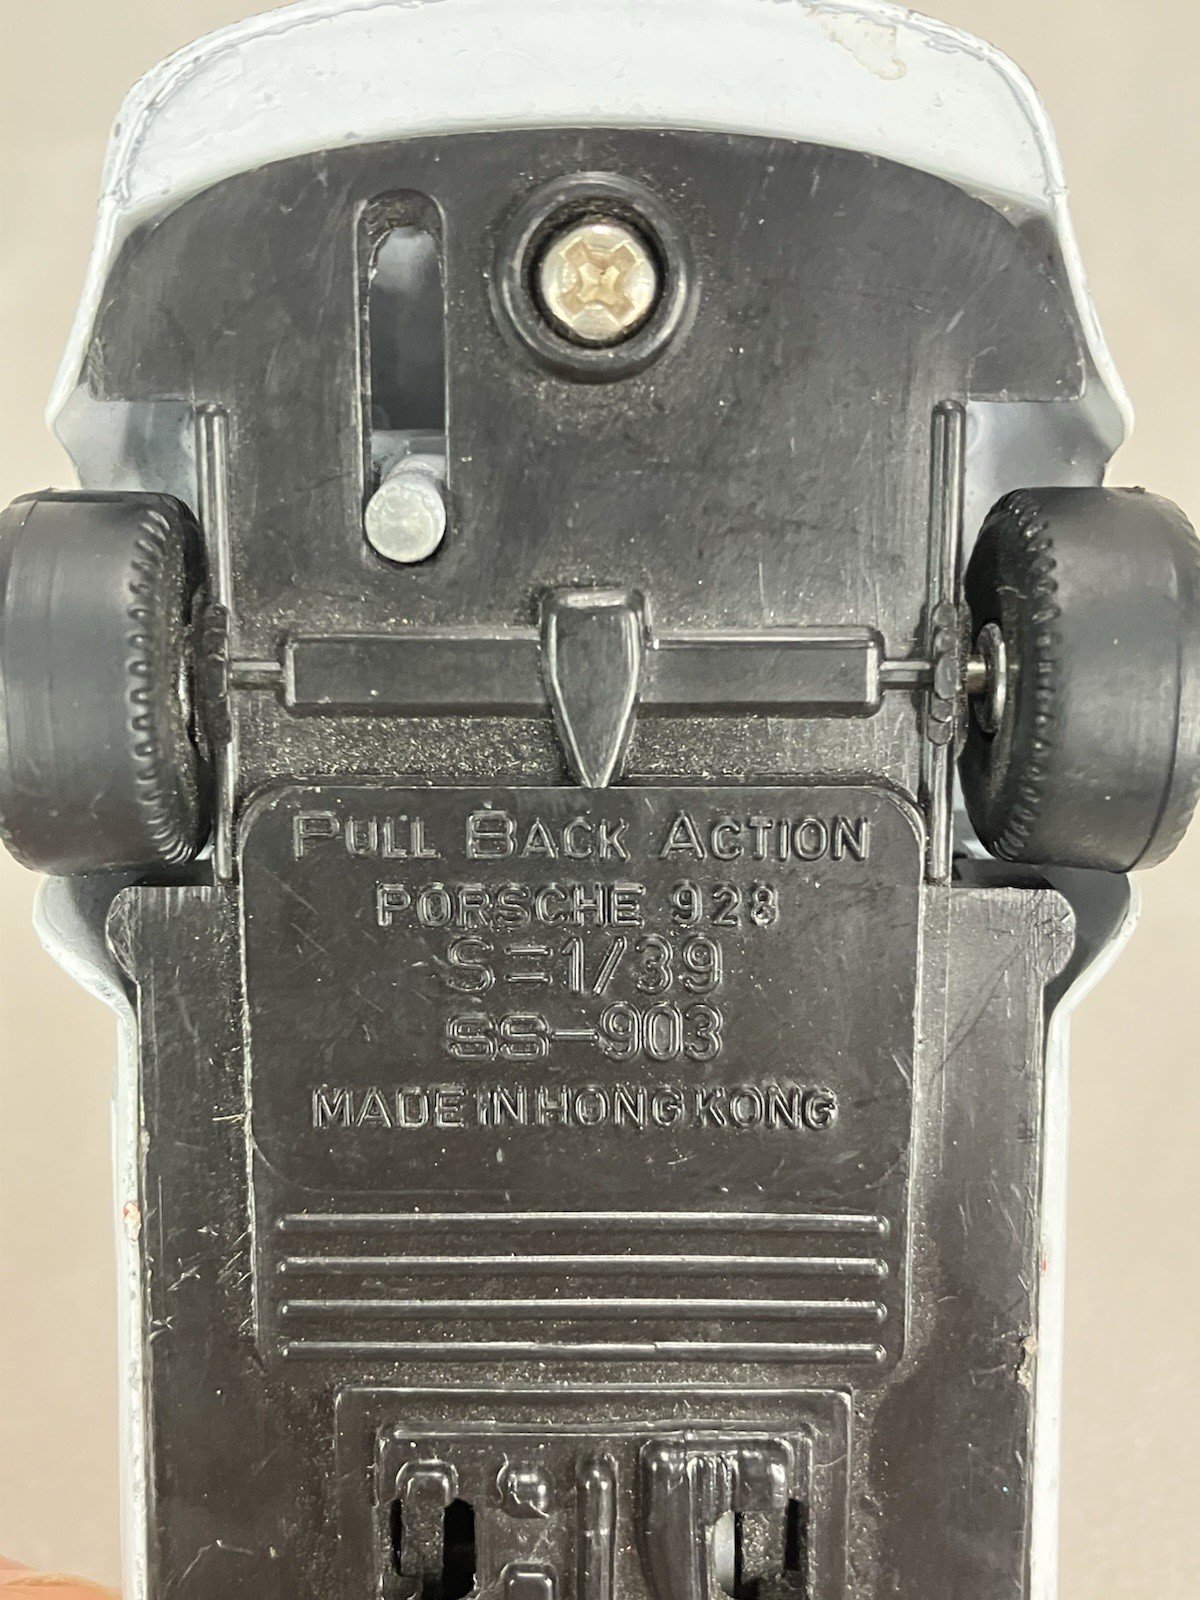 PULL BACK ACTION
PORSCHE 928
S=1/39
SS-903
MADE IN HONG KONG